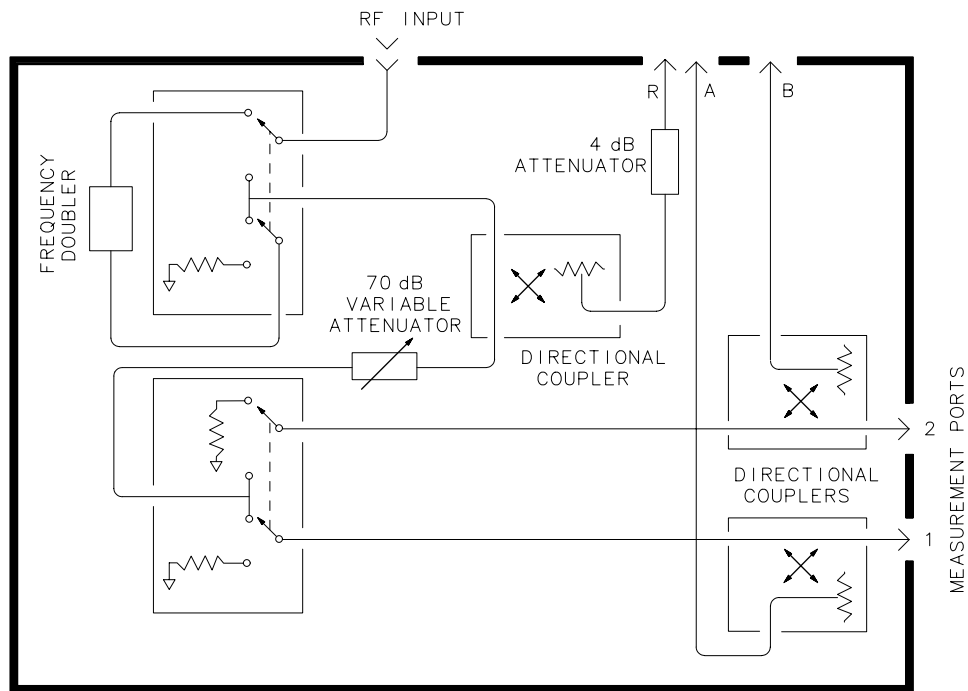 RF INPUT
R
A
B
4 dB
ATTENUATOR
FREQUENCY
DOUBLER
70 dB
VARIABLE
ATTENUATOR
DIRECTIONAL
COUPLER
2
DIRECTIONAL
COUPLERS
1
MEASUREMENT PORTS